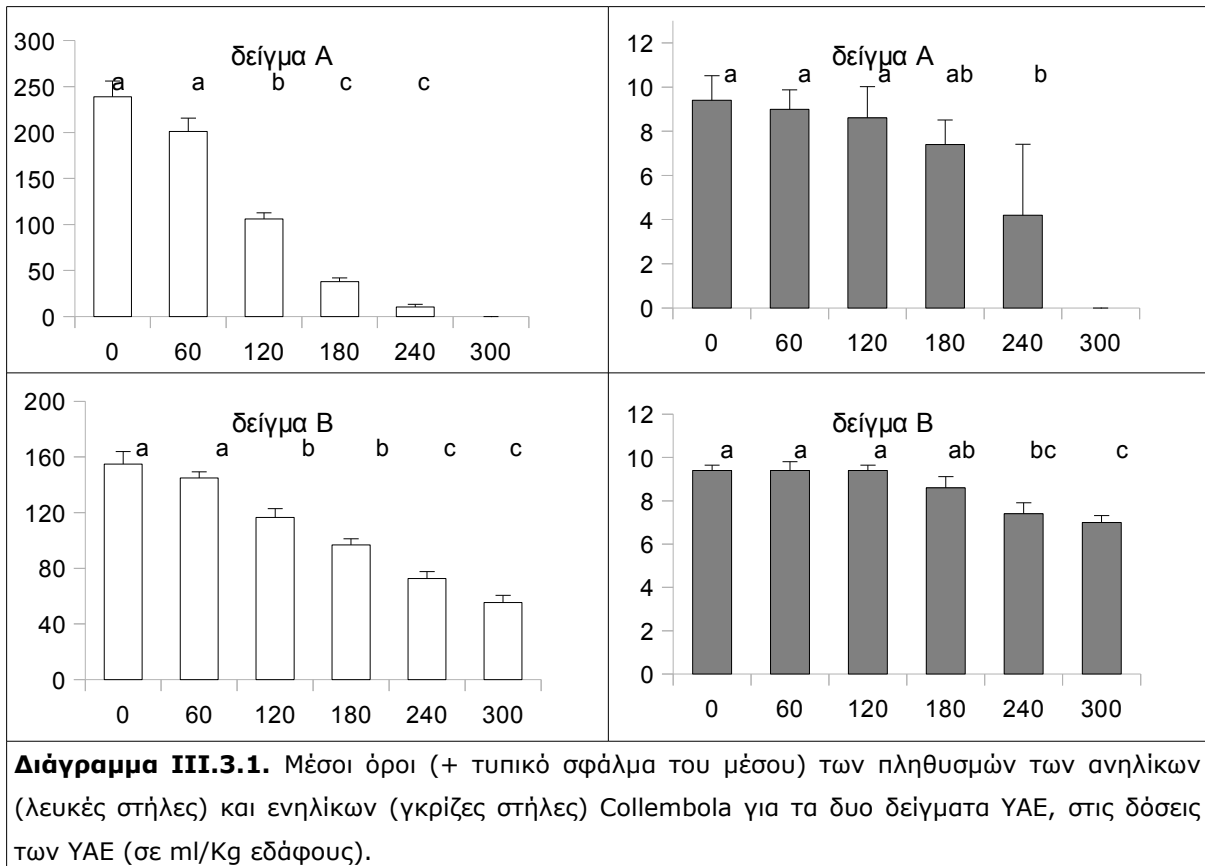 δείγμα Α
a a b c c
300
250
200
150
100
50
0
0 60 120 180 240 300
δείγμα Α
a a a ab b
12
10
8
6
4
2
0
0 60 120 180 240 300
δείγμα Β
a a b b c c
200
160
120
80
40
0
0 60 120 180 240 300
δείγμα Β
a a a ab bc c
12
10
8
6
4
2
0
0 60 120 180 240 300
Διάγραμμα III.3.1. Μέσοι όροι (+ τυπικό σφάλμα του μέσου) των πληθυσμών των ανηλίκων
(λευκές στήλες) και ενηλίκων (γκρίζες στήλες) Collembola για τα δυο δείγματα ΥΑΕ, στις δόσεις
των ΥΑΕ (σε ml/Kg εδάφους).